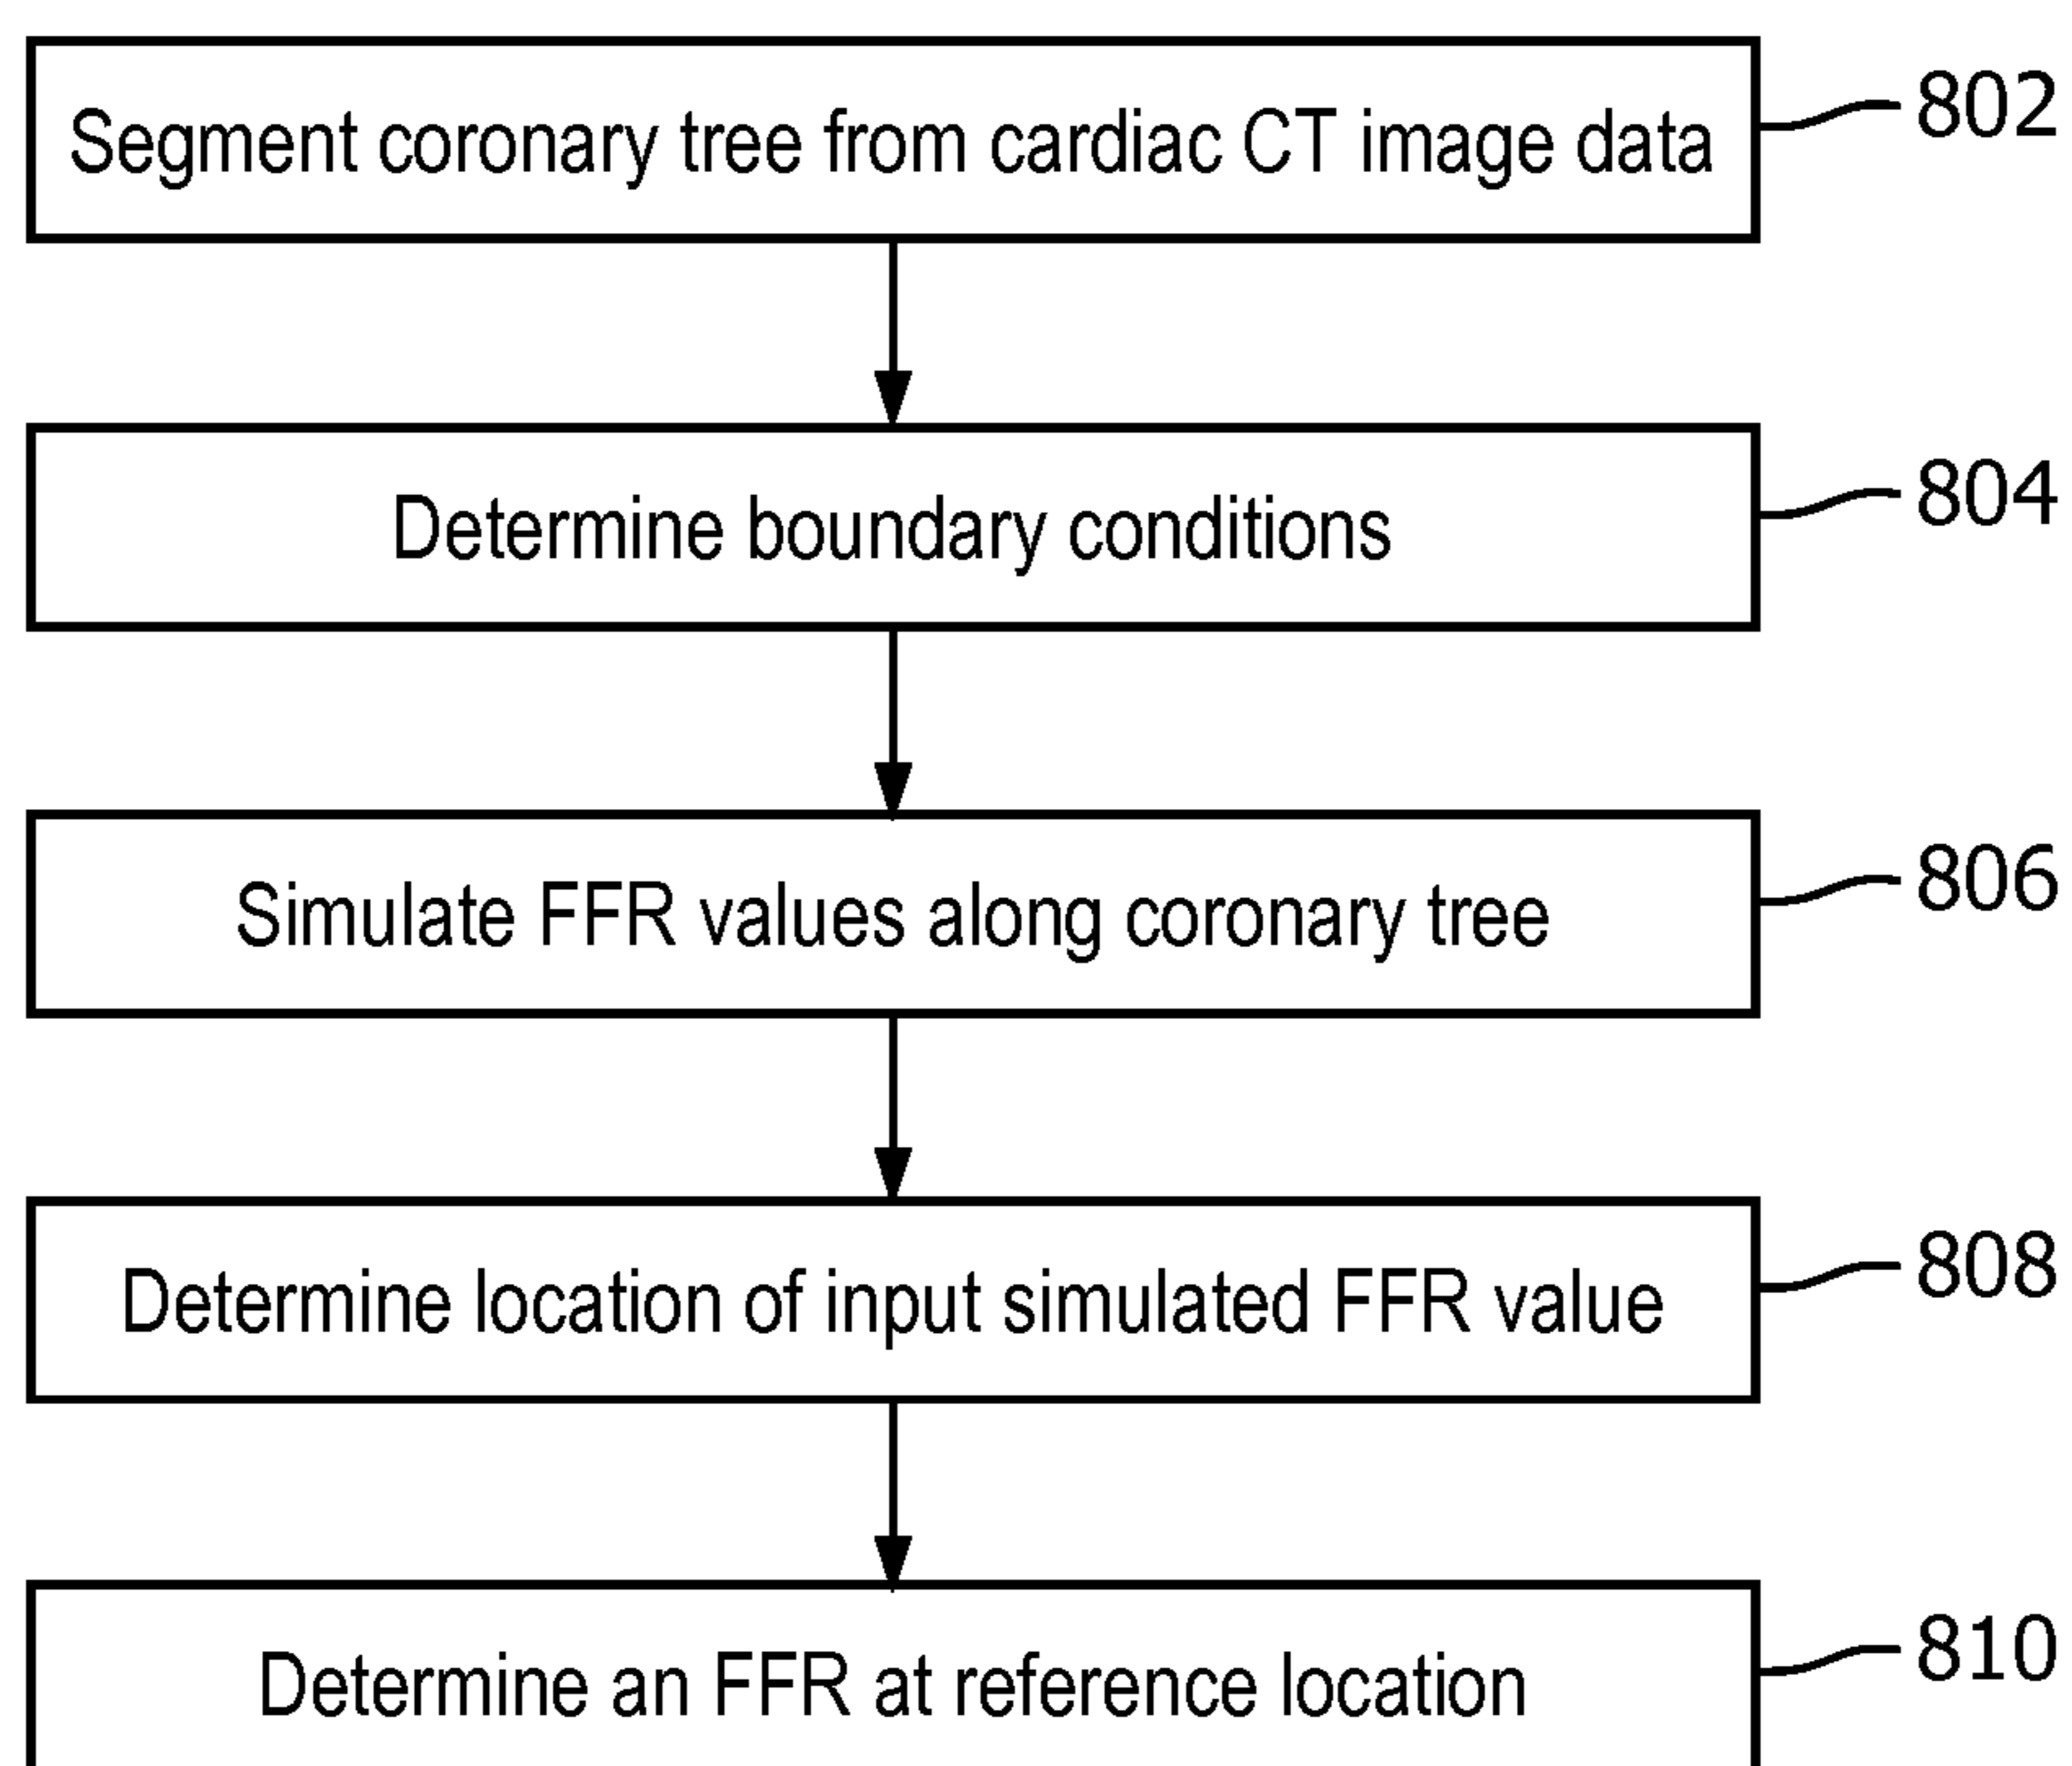 Segment coronary tree from cardiac CT image data 802
Determine boundary conditions 804
Simulate FFR values along coronary tree 806
Determine location of input simulated FFR value 808
Determine an FFR at reference location 810